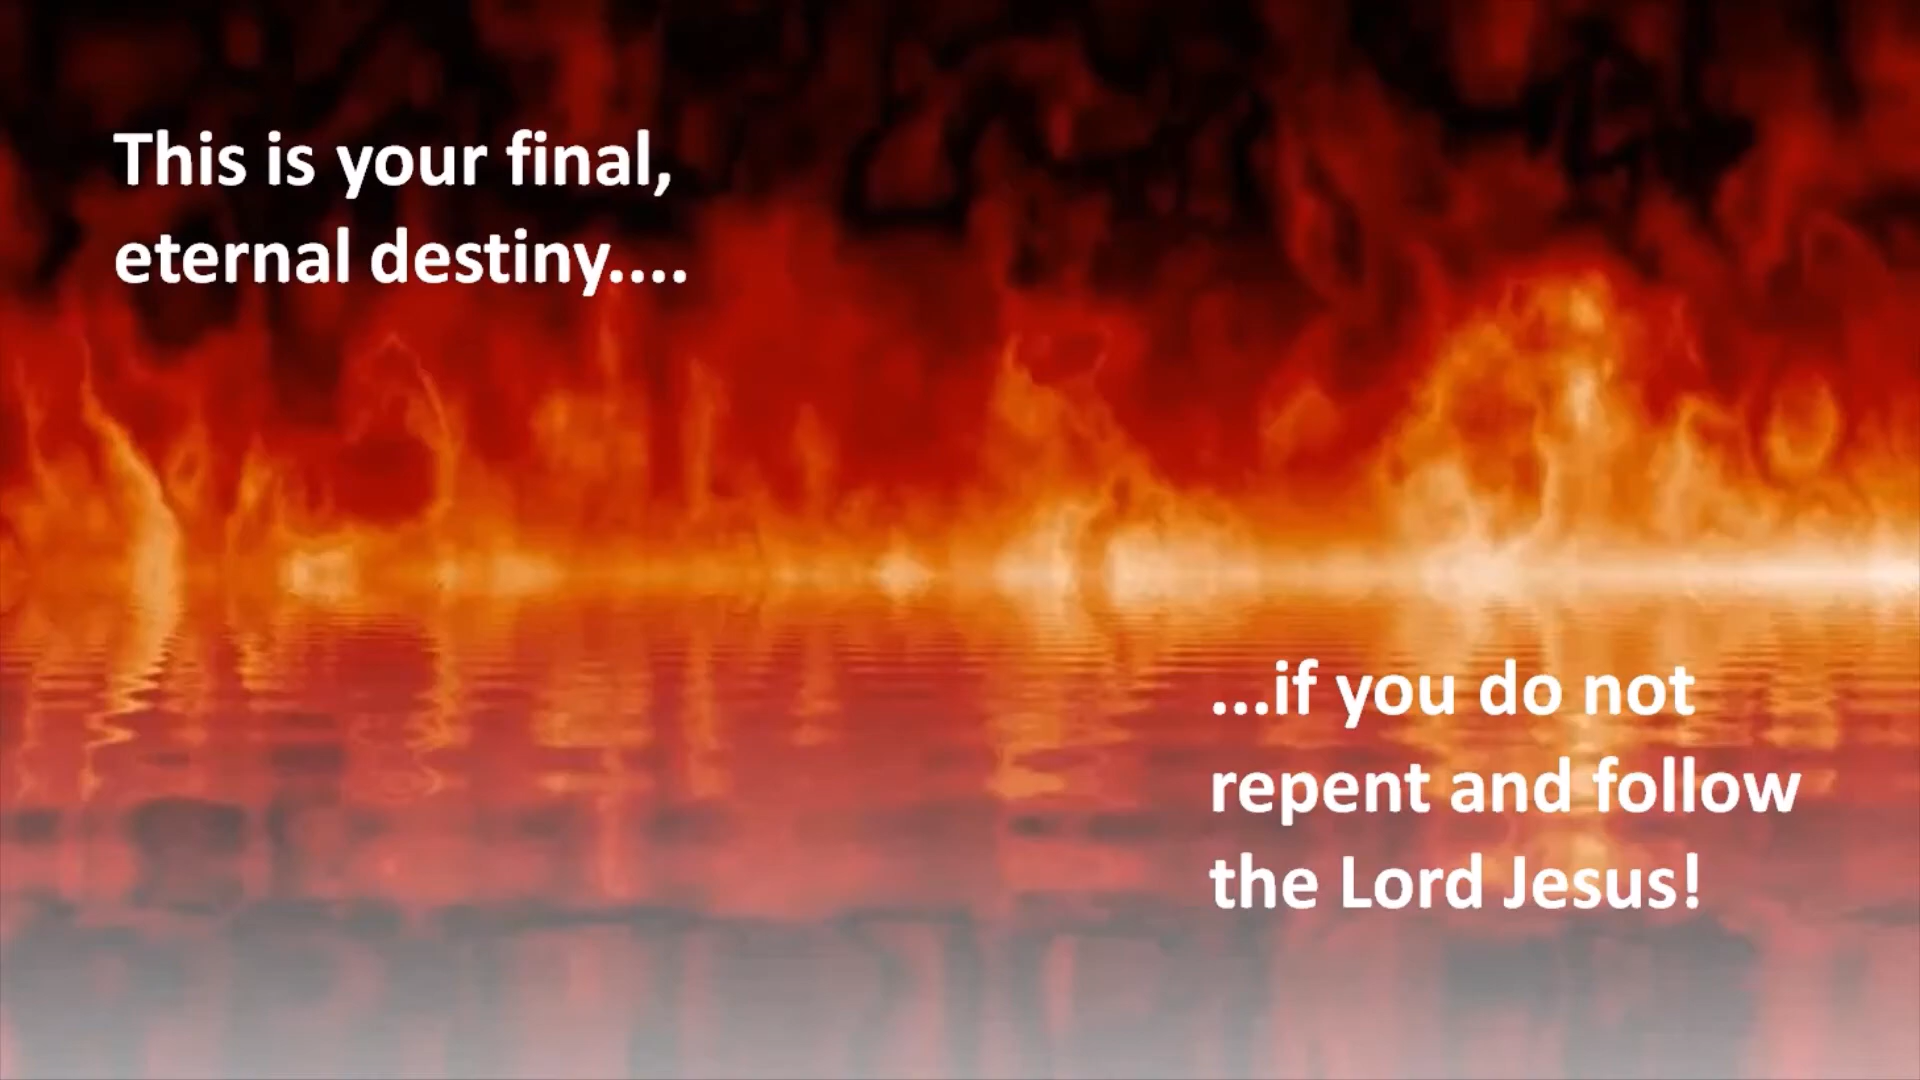 This is your final,
eternal destiny....
...if you do not
repent and follow
the Lord Jesus!